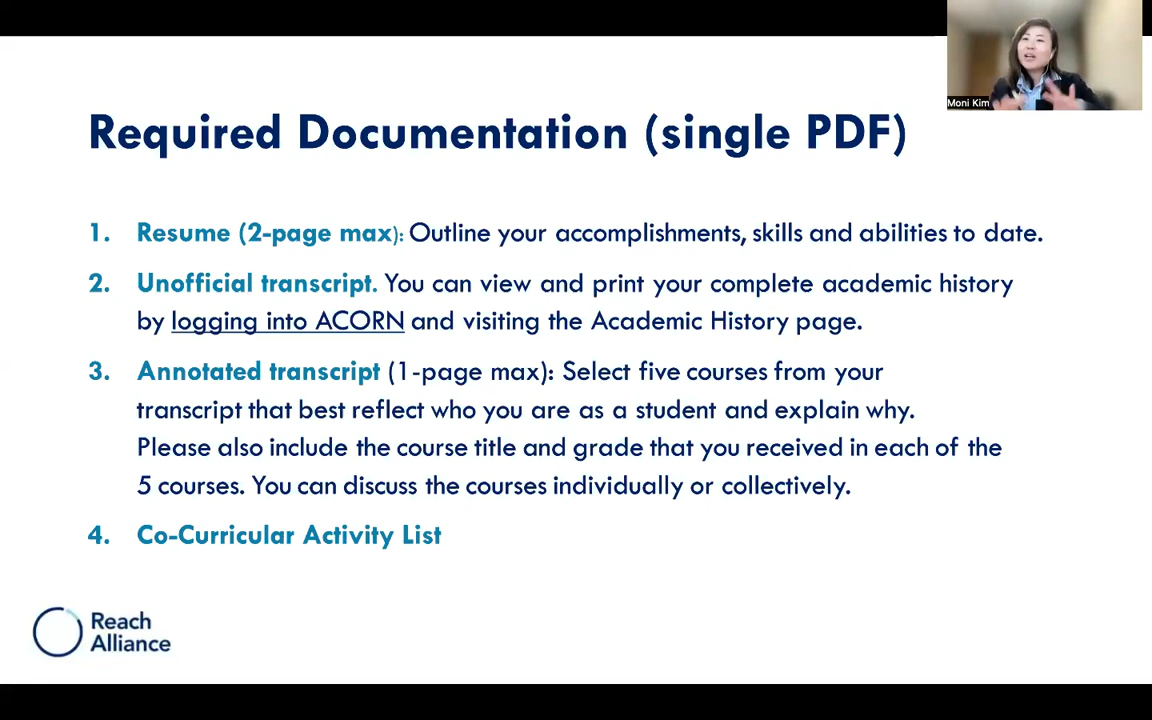 Moni Kim
Required Documentation (single PDF)
1. Resume (2-page max): Outline your accomplishments, skills and abilities to date.
2. Unofficial transcript. You can view and print your complete academic history
by logging into ACORN and visiting the Academic History page.
3. Annotated transcript (1-page max): Select five courses from your
transcript that best reflect who you are as a student and explain why.
Please also include the course title and grade that you received in each of the
5 courses. You can discuss the courses individually or collectively.
4. Co-Curricular Activity List
Reach
Alliance